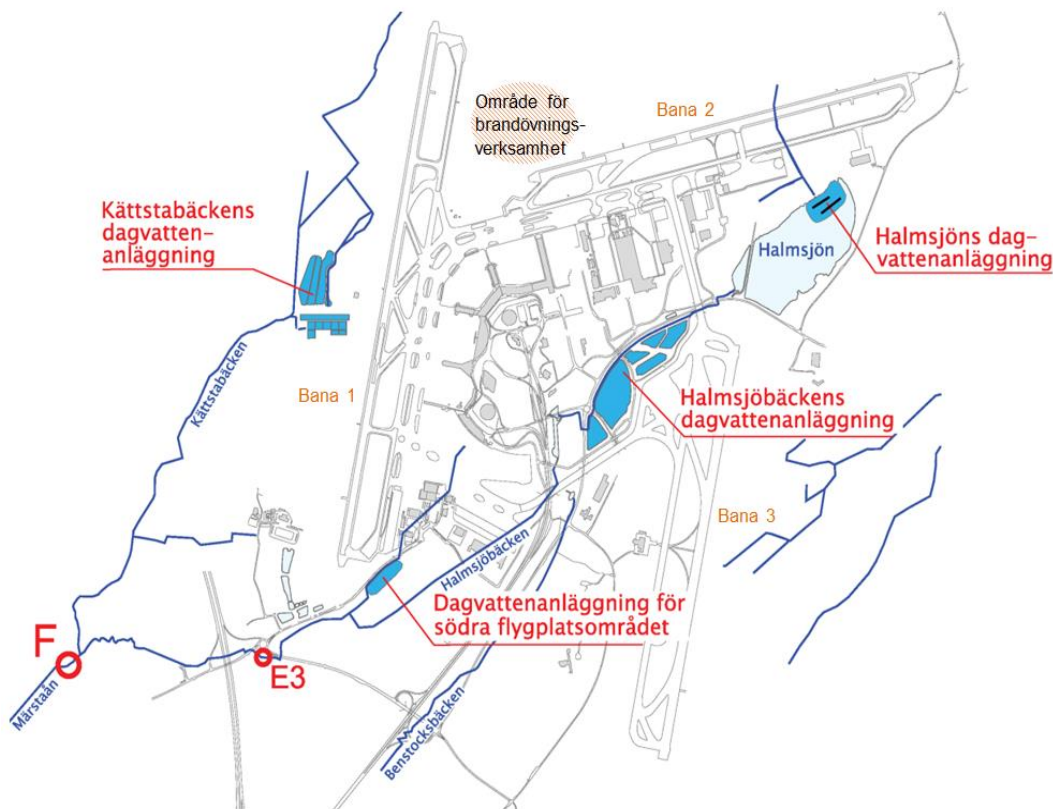 Område för
brandövnings-
verksamhet
Bana 2
Kättstabäckens
dagvatten-
anläggning
Halmsjön
Halmsjöns dag-
vattenanläggning
Kättstabäcken
Bana 1
Halmsjöbäckens
dagvattenanläggning
Bana 3
Halmsjöbäcken
Dagvattenanläggning för
södra flygplatsområdet
F
E3
Märstaån
Benstocksbäcken